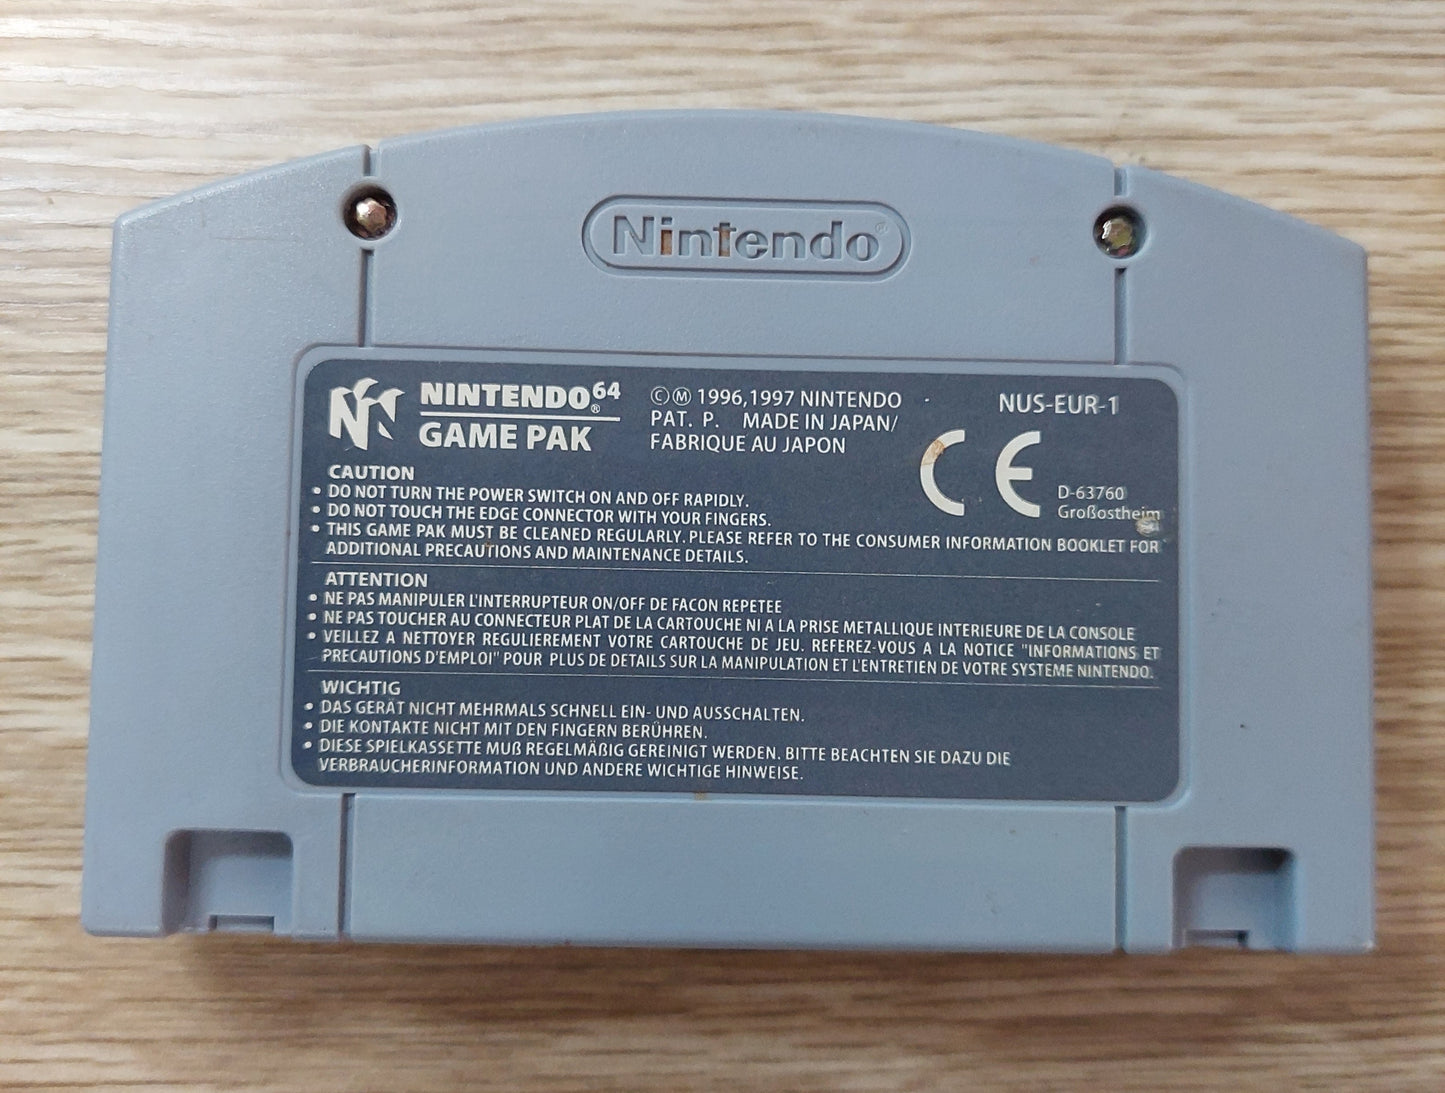 Nintendo®
NINTENDO64®
GAME PAK
ⒸⓂ 1996,1997 NINTENDO
PAT. P. MADE IN JAPAN/
FABRIQUE AU JAPON
NUS-EUR-1
CE
D-63760
Großostheim
CAUTION
• DO NOT TURN THE POWER SWITCH ON AND OFF RAPIDLY.
• DO NOT TOUCH THE EDGE CONNECTOR WITH YOUR FINGERS.
• THIS GAME PAK MUST BE CLEANED REGULARLY. PLEASE REFER TO THE CONSUMER INFORMATION BOOKLET FOR
ADDITIONAL PRECAUTIONS AND MAINTENANCE DETAILS.
ATTENTION
• NE PAS MANIPULER L'INTERRUPTEUR ON/OFF DE FACON REPETEE
• NE PAS TOUCHER AU CONNECTEUR PLAT DE LA CARTOUCHE NI A LA PRISE METALLIQUE INTERIEURE DE LA CONSOLE
• VEILLEZ A NETTOYER REGULIEREMENT VOTRE CARTOUCHE DE JEU. REFEREZ-VOUS A LA NOTICE "INFORMATIONS ET
PRECAUTIONS D'EMPLOI" POUR PLUS DE DETAILS SUR LA MANIPULATION ET L'ENTRETIEN DE VOTRE SYSTEME NINTENDO.
WICHTIG
• DAS GERÄT NICHT MEHRMALS SCHNELL EIN- UND AUSSCHALTEN.
• DIE KONTAKTE NICHT MIT DEN FINGERN BERÜHREN.
• DIESE SPIELKASSETTE MUß REGELMÄßIG GEREINIGT WERDEN. BITTE BEACHTEN SIE DAZU DIE
VERBRAUCHERINFORMATION UND ANDERE WICHTIGE HINWEISE.